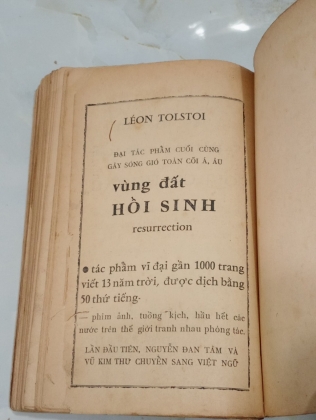 LÉON TOLSTOI
ĐẠI TÁC PHẨM CUỐI CÙNG
GÂY SÓNG GIÓ TOÀN CÕI Á, ÂU
vùng đất
HỒI SINH
resurrection
• tác phẩm vĩ đại gần 1000 trang
viết 13 năm trời, được dịch bằng
50 thứ tiếng-
— phim ảnh, tuồng kịch, hầu hết các
nước trên thế giới tranh nhau phóng tác.
LẦN ĐẦU TIÊN, NGUYỄN ĐAN TÂM VÀ
VŨ KIM THƯ CHUYỂN SANG VIỆT NGỮ